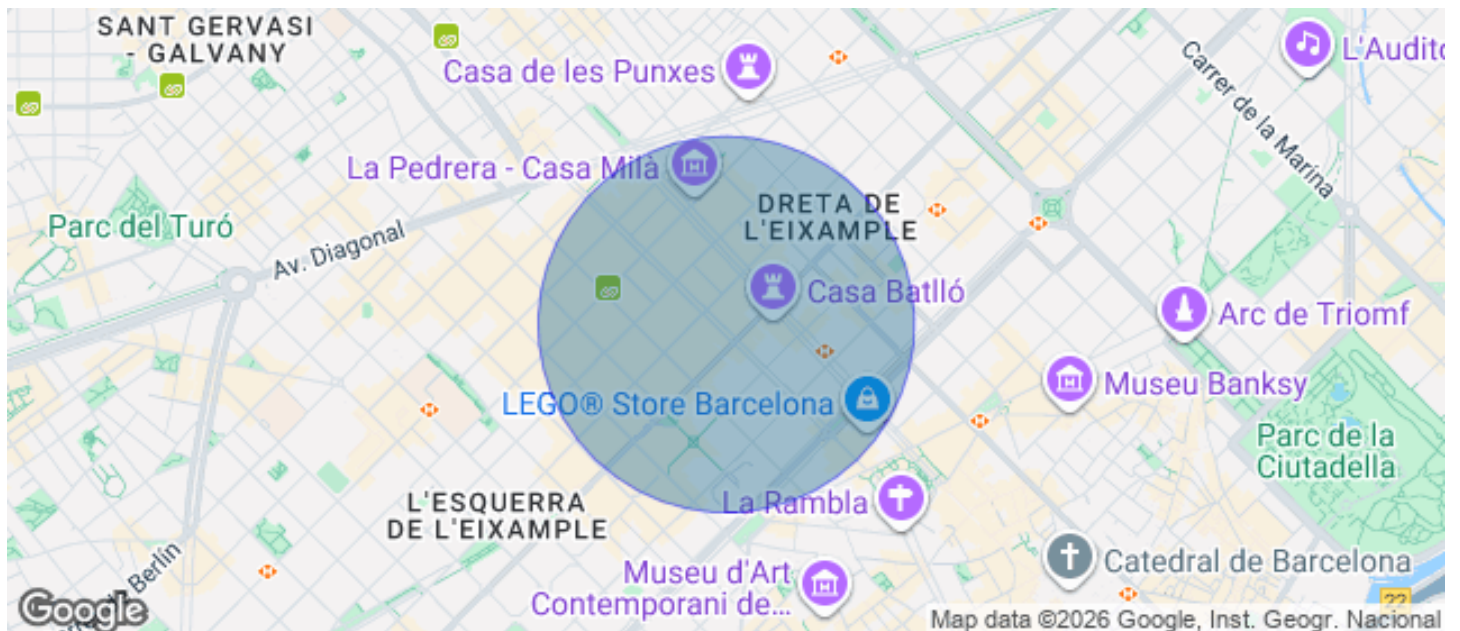 SANT GERVASI
- GALVANY
Casa de les Punxes
L'Audito
Carrer de la Marina
La Pedrera - Casa Milà
DRETA DE
L'EIXAMPLE
Parc del Turó
Av. Diagonal
Casa Batlló
Arc de Triomf
Museu Banksy
LEGO® Store Barcelona
Parc de la
Ciutadella
L'ESQUERRA
DE L'EIXAMPLE
La Rambla
Catedral de Barcelona
Berlín
Museu d'Art
Contemporani de...
22
Google
Map data ©2026 Google, Inst. Geogr. Nacional